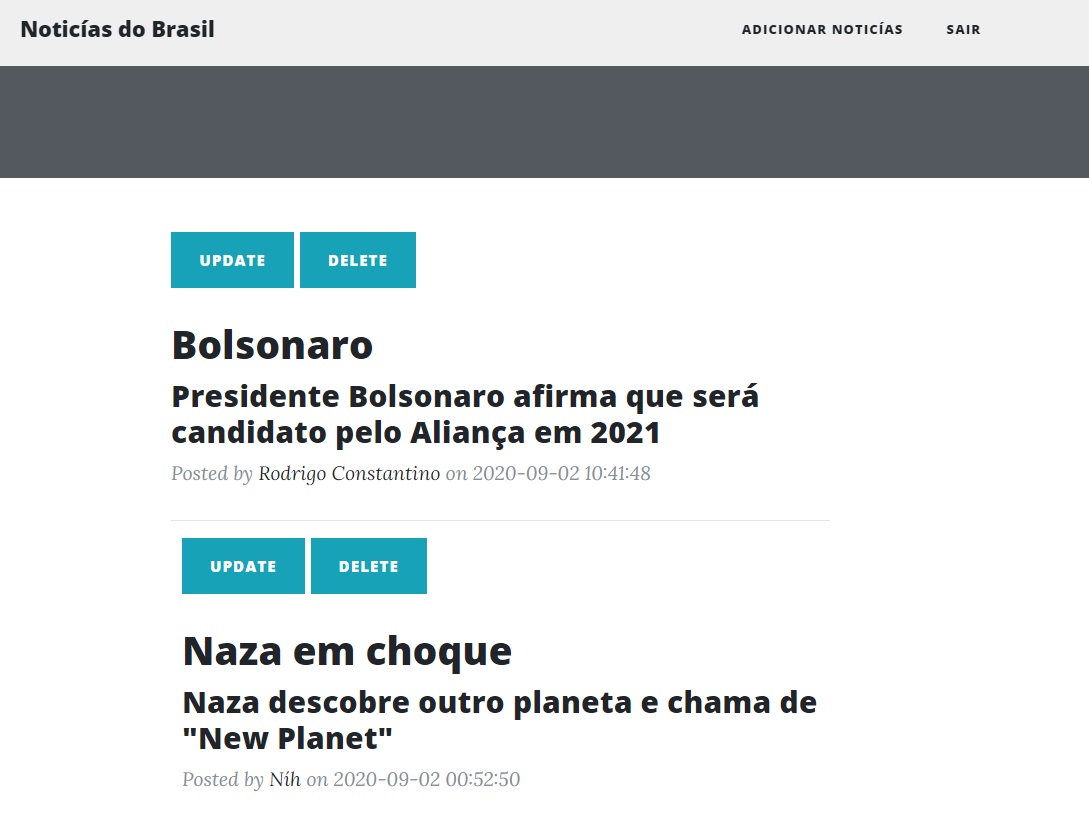 Noticías do Brasil
ADICIONAR NOTICÍAS SAIR
UPDATE DELETE
Bolsonaro
Presidente Bolsonaro afirma que será
candidato pelo Aliança em 2021
Posted by Rodrigo Constantino on 2020-09-02 10:41:48
UPDATE DELETE
Naza em choque
Naza descobre outro planeta e chama de
"New Planet"
Posted by Níh on 2020-09-02 00:52:50